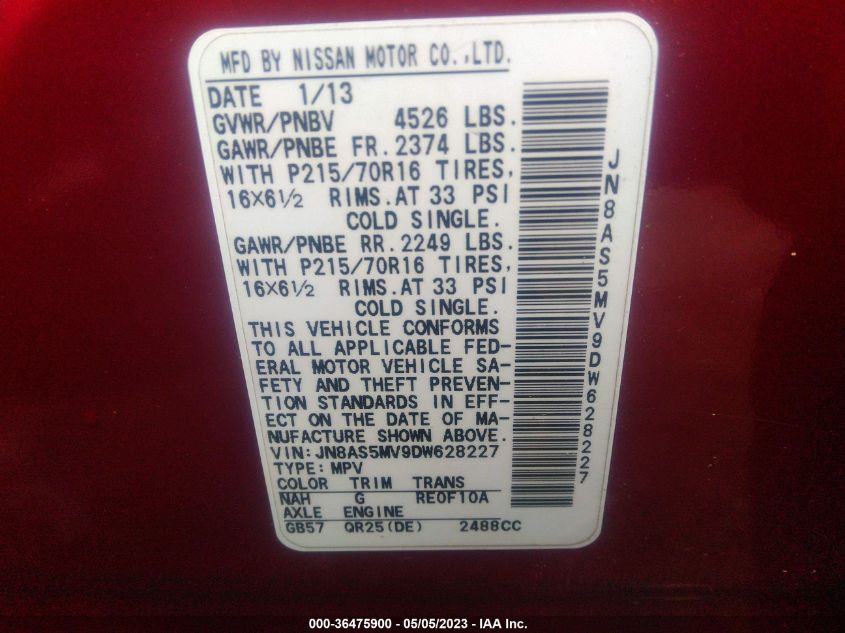 MFD BY NISSAN MOTOR CO.,LTD.
DATE 1/13
GVWR/PNBV 4526 LBS.
GAWR/PNBE FR. 2374 LBS.
WITH P215/70R16 TIRES,
16×6½ RIMS. AT 33 PSI
COLD SINGLE.
GAWR/PNBE RR. 2249 LBS.
WITH P215/70R16 TIRES,
16×6½ RIMS. AT 33 PSI
COLD SINGLE.
THIS VEHICLE CONFORMS
TO ALL APPLICABLE FED-
ERAL MOTOR VEHICLE SA-
FETY AND THEFT PREVEN-
TION STANDARDS IN EFF-
ECT ON THE DATE OF MA-
NUFACTURE SHOWN ABOVE.
VIN: JN8AS5MV9DW628227
TYPE: MPV
COLOR TRIM TRANS
NAH G RE0F10A
AXLE ENGINE
GB57 QR25(DE) 2488CC
JN8AS5MV9DW628227
000-36475900 - 05/05/2023 - IAA Inc.